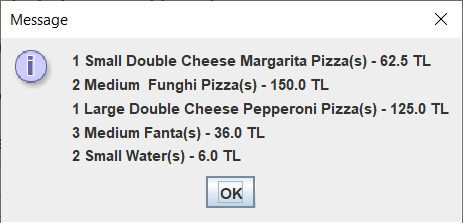 Message
1 Small Double Cheese Margarita Pizza(s) - 62.5 TL
2 Medium  Funghi Pizza(s) - 150.0 TL
1 Large Double Cheese Pepperoni Pizza(s) - 125.0 TL
3 Medium Fanta(s) - 36.0 TL
2 Small Water(s) - 6.0 TL
OK